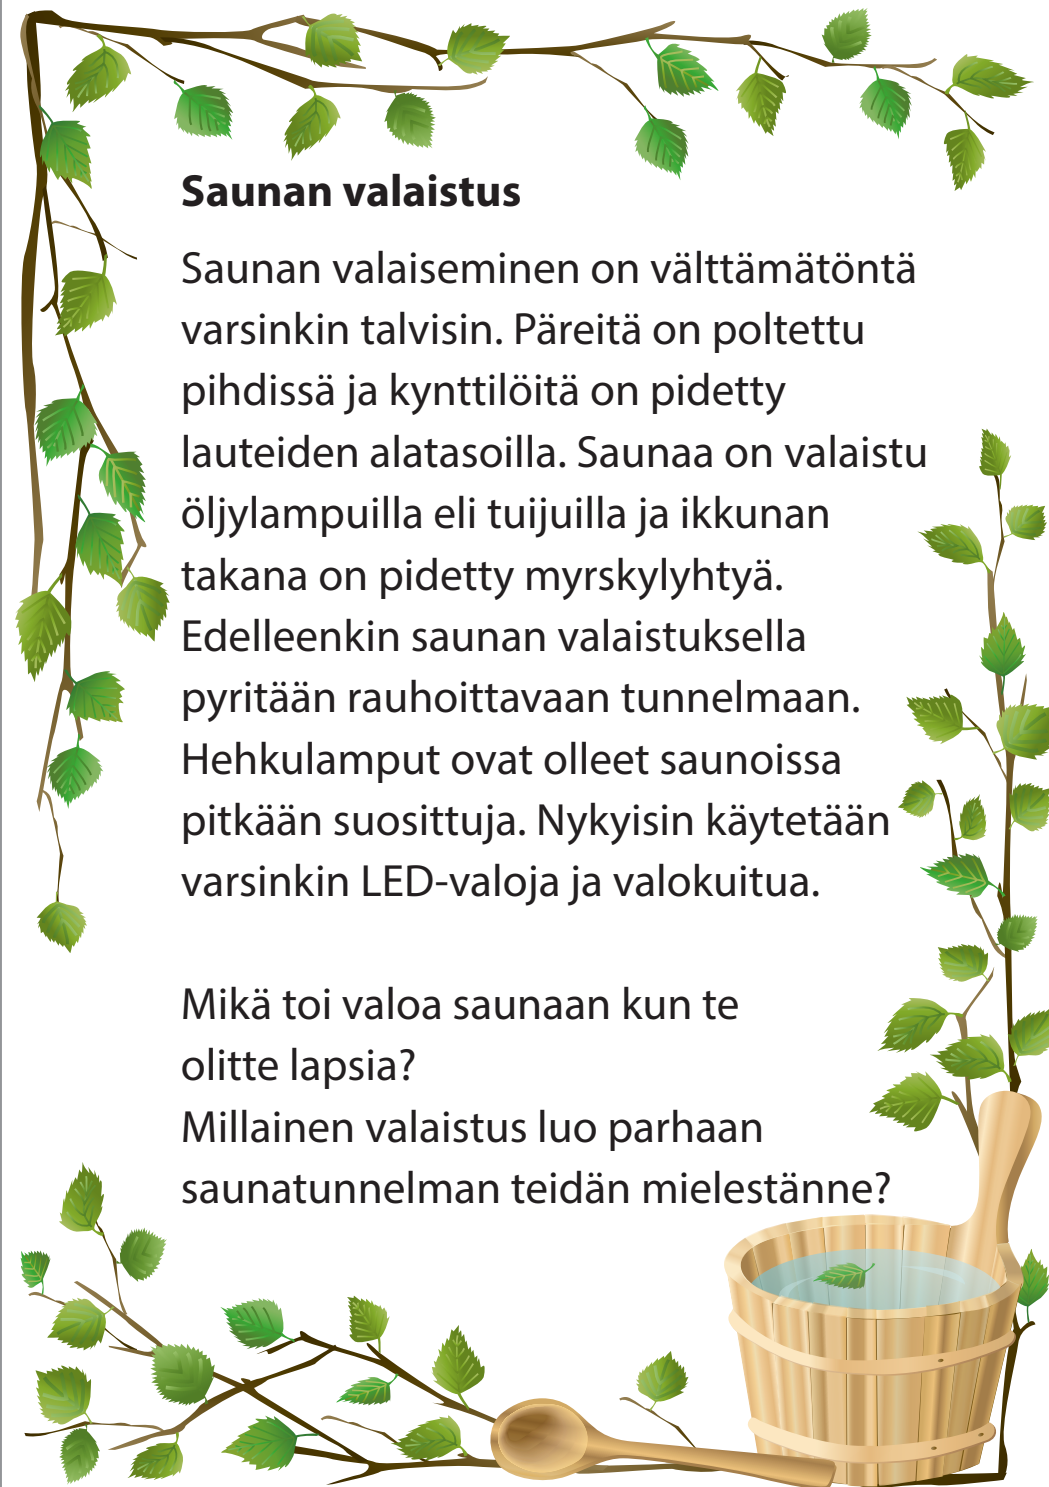 Saunan valaistus
Saunan valaiseminen on välttämätöntä
varsinkin talvisin. Päreitä on poltettu
pihdissä ja kynttilöitä on pidetty
lauteiden alatasoilla. Saunaa on valaistu
öljylampuilla eli tuijuilla ja ikkunan
takana on pidetty myrskylyhtyä.
Edelleenkin saunan valaistuksella
pyritään rauhoittavaan tunnelmaan.
Hehkulamput ovat olleet saunoissa
pitkään suosittuja. Nykyisin käytetään
varsinkin LED-valoja ja valokuitua.
Mikä toi valoa saunaan kun te
olitte lapsia?
Millainen valaistus luo parhaan
saunatunnelman teidän mielestänne?